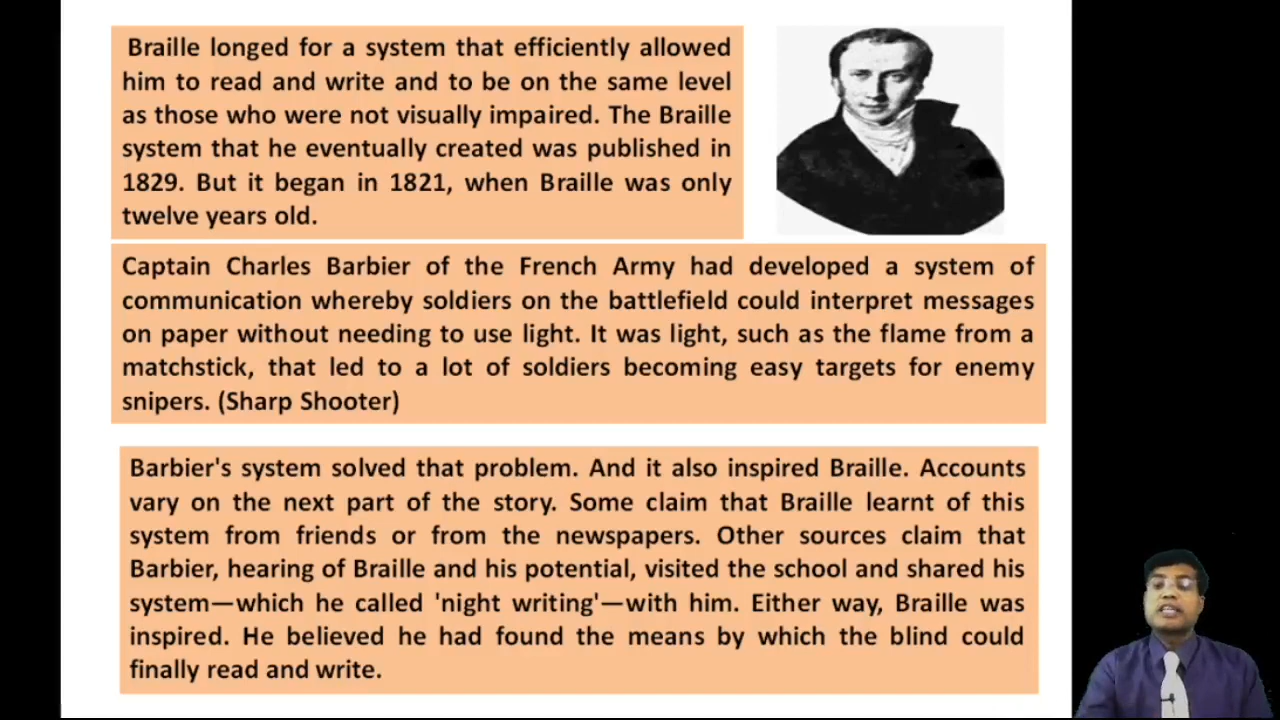 Braille longed for a system that efficiently allowed
him to read and write and to be on the same level
as those who were not visually impaired. The Braille
system that he eventually created was published in
1829. But it began in 1821, when Braille was only
twelve years old.
Captain Charles Barbier of the French Army had developed a system of
communication whereby soldiers on the battlefield could interpret messages
on paper without needing to use light. It was light, such as the flame from a
matchstick, that led to a lot of soldiers becoming easy targets for enemy
snipers. (Sharp Shooter)
Barbier's system solved that problem. And it also inspired Braille. Accounts
vary on the next part of the story. Some claim that Braille learnt of this
system from friends or from the newspapers. Other sources claim that
Barbier, hearing of Braille and his potential, visited the school and shared his
system—which he called 'night writing'—with him. Either way, Braille was
inspired. He believed he had found the means by which the blind could
finally read and write.